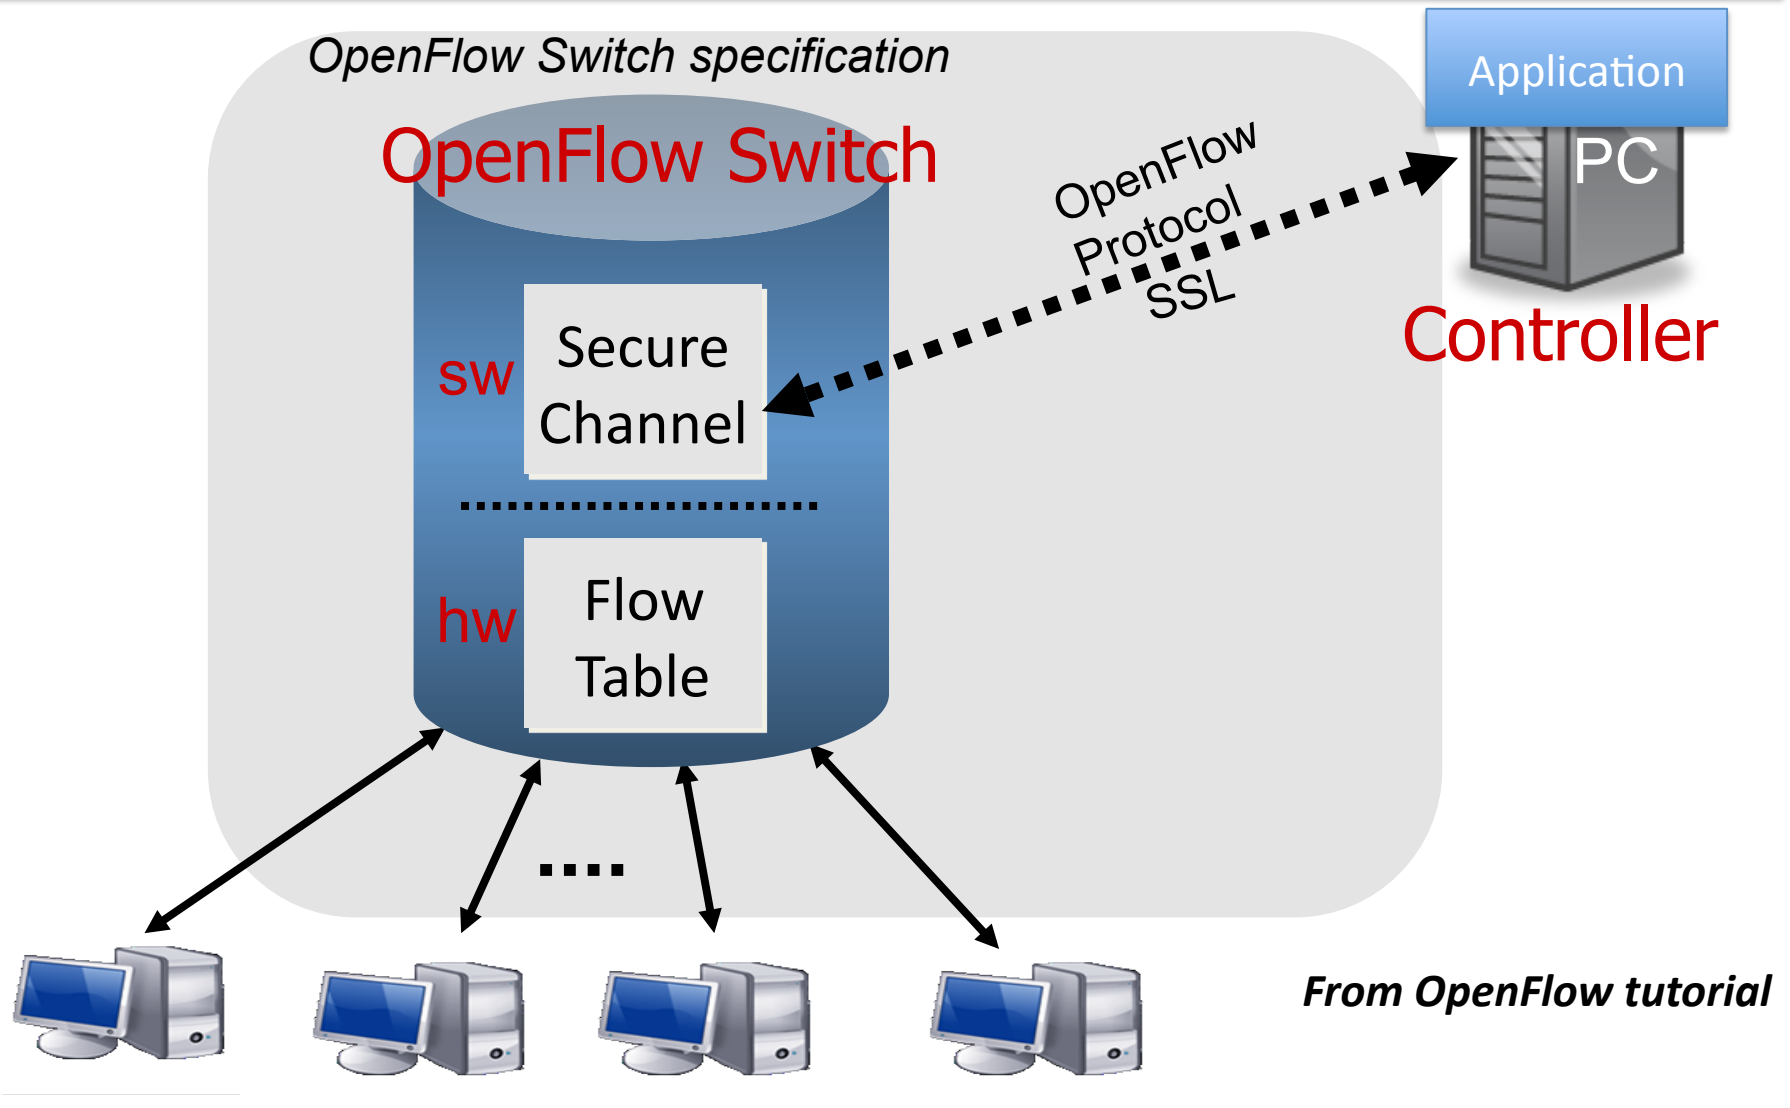 OpenFlow Switch specification
Application
OpenFlow Switch
PC
OpenFlow
Protocol
SSL
Controller
sw
Secure
Channel
hw
Flow
Table
From OpenFlow tutorial